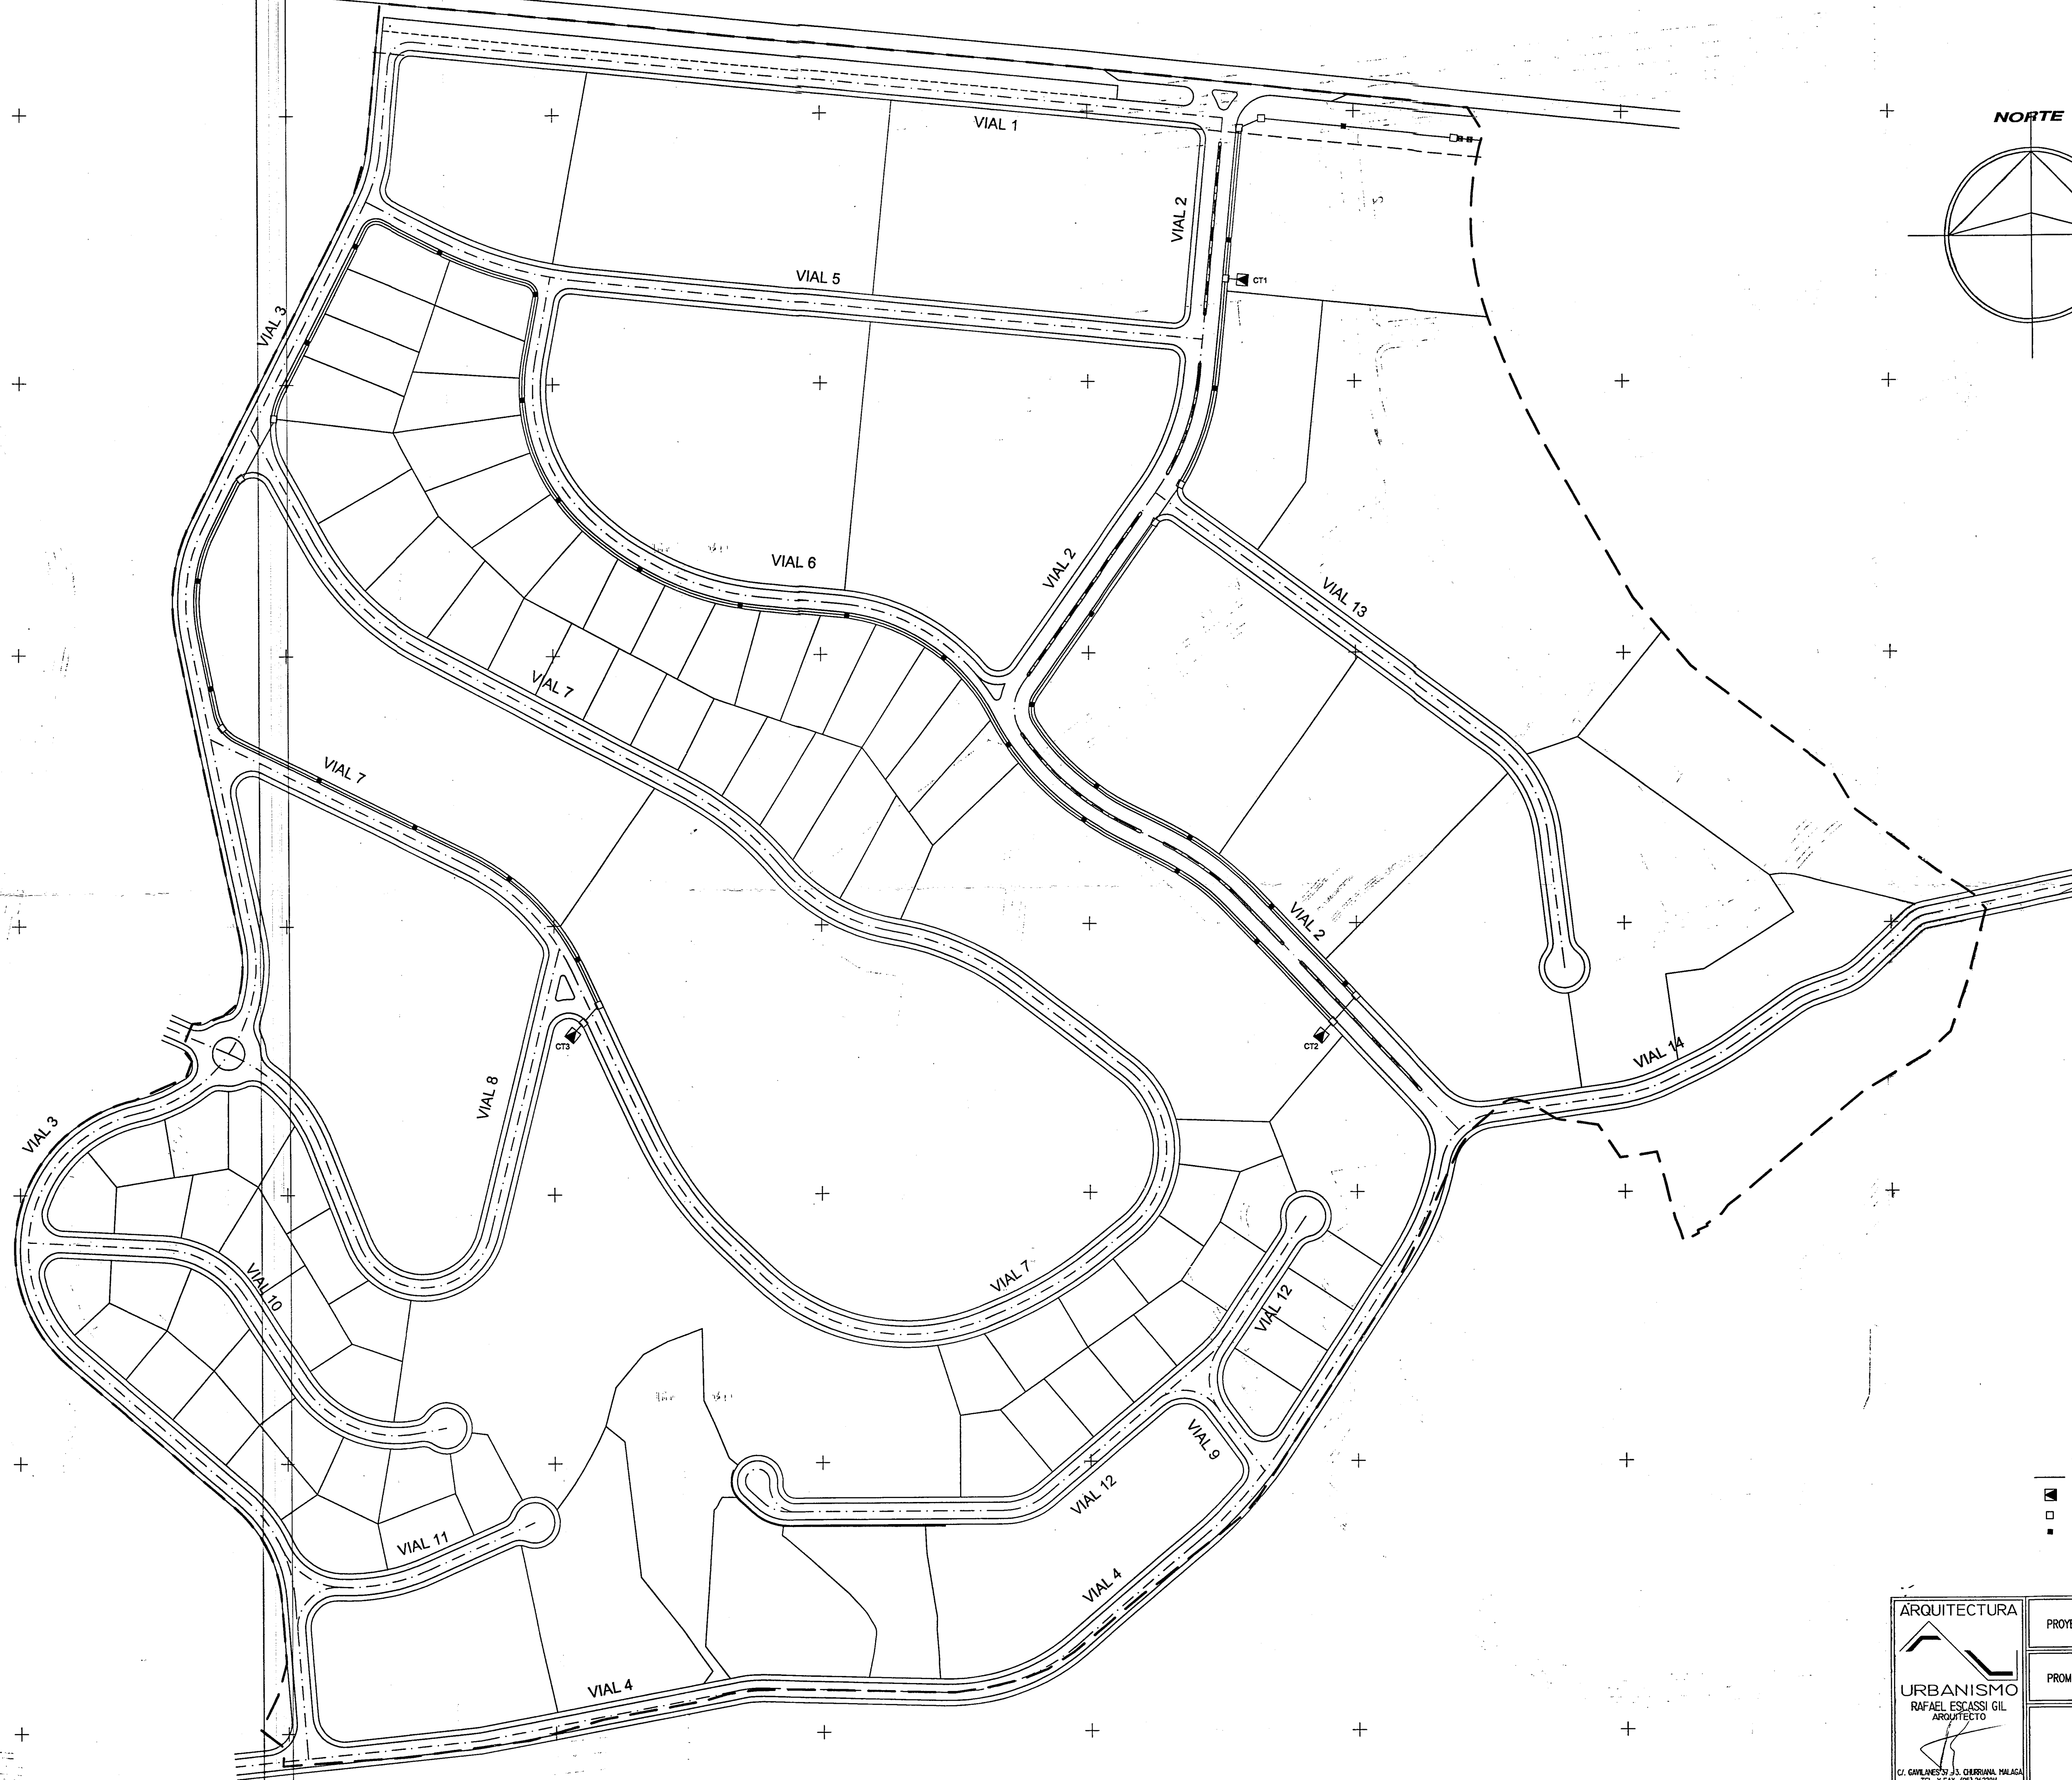 NORTE
VIAL 1
VIAL 2
VIAL 5
CT1
VIAL 3
VIAL 6
VIAL 2
VIAL 13
VIAL 7
VIAL 7
VIAL 2
CT3
CT2
VIAL 14
VIAL 8
VIAL 3
VIAL 10
VIAL 7
VIAL 12
VIAL 9
VIAL 12
VIAL 11
VIAL 4
VIAL 4
ARQUITECTURA
URBANISMO
RAFAEL ESCASSI GIL
ARQUITECTO